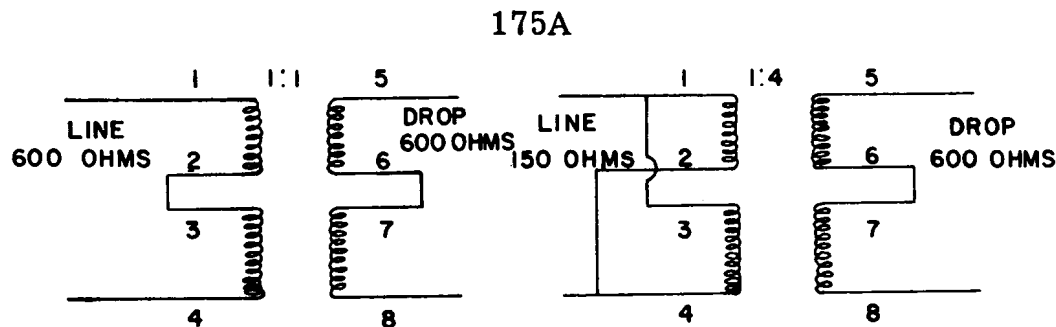 175A
1 1:1 5 1 1:4 5
LINE DROP LINE DROP
600 OHMS 600 OHMS 150 OHMS 600 OHMS
2 6 2 6
3 7 3 7
4 8 4 8